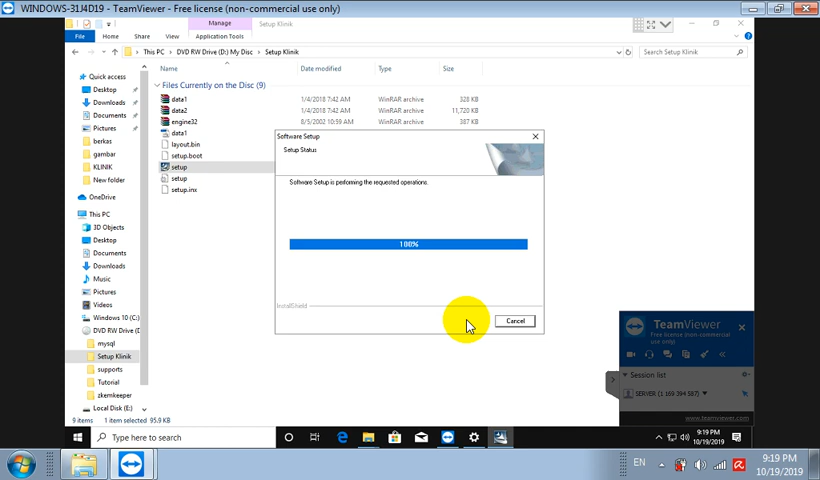 WINDOWS-31J4D19 - TeamViewer - Free license (non-commercial use only)
Manage
Setup Klinik
File
Home
Share
View
Application Tools
This PC
DVD RW Drive (D:) My Disc
Setup Klinik
Search Setup Klinik
Name
Date modified
Type
Size
Quick access
Desktop
Downloads
Documents
Pictures
berkas
gambar
KLINIK
New folder
OneDrive
This PC
3D Objects
Desktop
Documents
Downloads
Music
Pictures
Videos
Windows 10 (C:)
DVD RW Drive (D
mysql
Setup Klinik
supports
Tutorial
zkemkeeper
Local Disk (E:)
Files Currently on the Disc (9)
data1 1/4/2018 7:42 AM WinRAR archive 328 KB
data2 1/4/2018 7:42 AM WinRAR archive 11,720 KB
engine32 8/5/2002 10:59 AM WinRAR archive 387 KB
data1
layout.bin
setup.boot
setup
setup
setup.inx
Software Setup
Setup Status
Software Setup is performing the requested operations.
100%
InstallShield
Cancel
TeamViewer
Free license (non-commercial
use only)
Session list
SERVER (1 169 394 587)
www.teamviewer.com
9 items
1 item selected 95.9 KB
Type here to search
9:19 PM
10/19/2019
EN
9:19 PM
10/19/2019